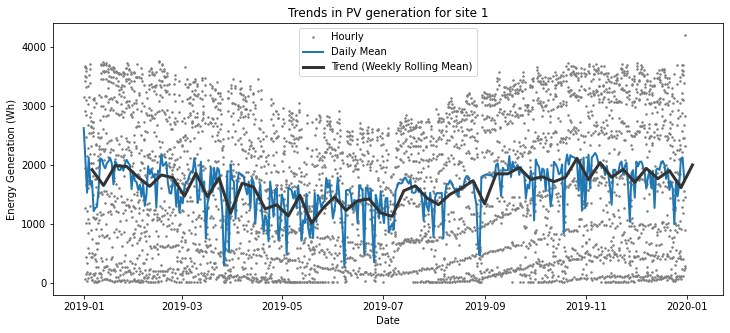 Trends in PV generation for site 1
Hourly
Daily Mean
Trend (Weekly Rolling Mean)
Energy Generation (Wh)
4000
3000
2000
1000
0
2019-01
2019-03
2019-05
2019-07
2019-09
2019-11
2020-01
Date